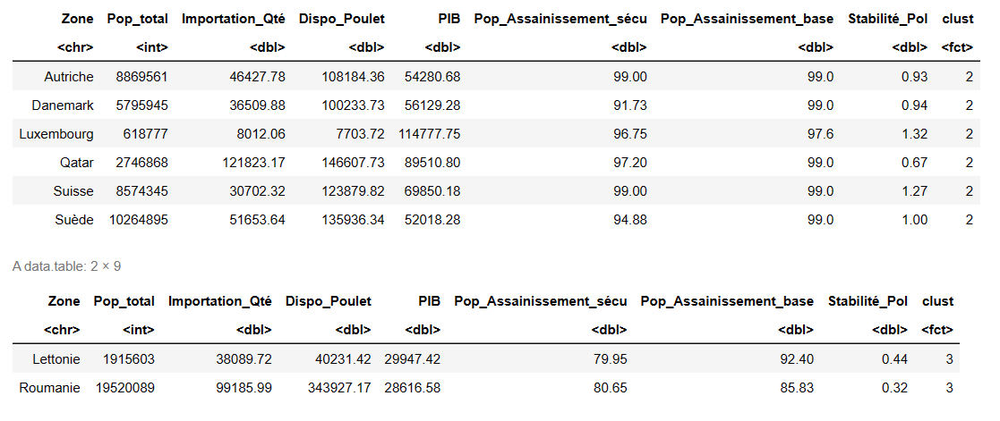 Zone Pop_total Importation_Qté Dispo_Poulet PIB Pop_Assainissement_sécu Pop_Assainissement_base Stabilité_Pol clust
<chr> <int> <dbl> <dbl> <dbl> <dbl> <dbl> <dbl> <fct>
Autriche 8869561 46427.78 108184.36 54280.68 99.00 99.0 0.93 2
Danemark 5795945 36509.88 100233.73 56129.28 91.73 99.0 0.94 2
Luxembourg 618777 8012.06 7703.72 114777.75 96.75 97.6 1.32 2
Qatar 2746868 121823.17 146607.73 89510.80 97.20 99.0 0.67 2
Suisse 8574345 30702.32 123879.82 69850.18 99.00 99.0 1.27 2
Suède 10264895 51653.64 135936.34 52018.28 94.88 99.0 1.00 2
A data.table: 2 × 9
Zone Pop_total Importation_Qté Dispo_Poulet PIB Pop_Assainissement_sécu Pop_Assainissement_base Stabilité_Pol clust
<chr> <int> <dbl> <dbl> <dbl> <dbl> <dbl> <dbl> <fct>
Lettonie 1915603 38089.72 40231.42 29947.42 79.95 92.40 0.44 3
Roumanie 19520089 99185.99 343927.17 28616.58 80.65 85.83 0.32 3